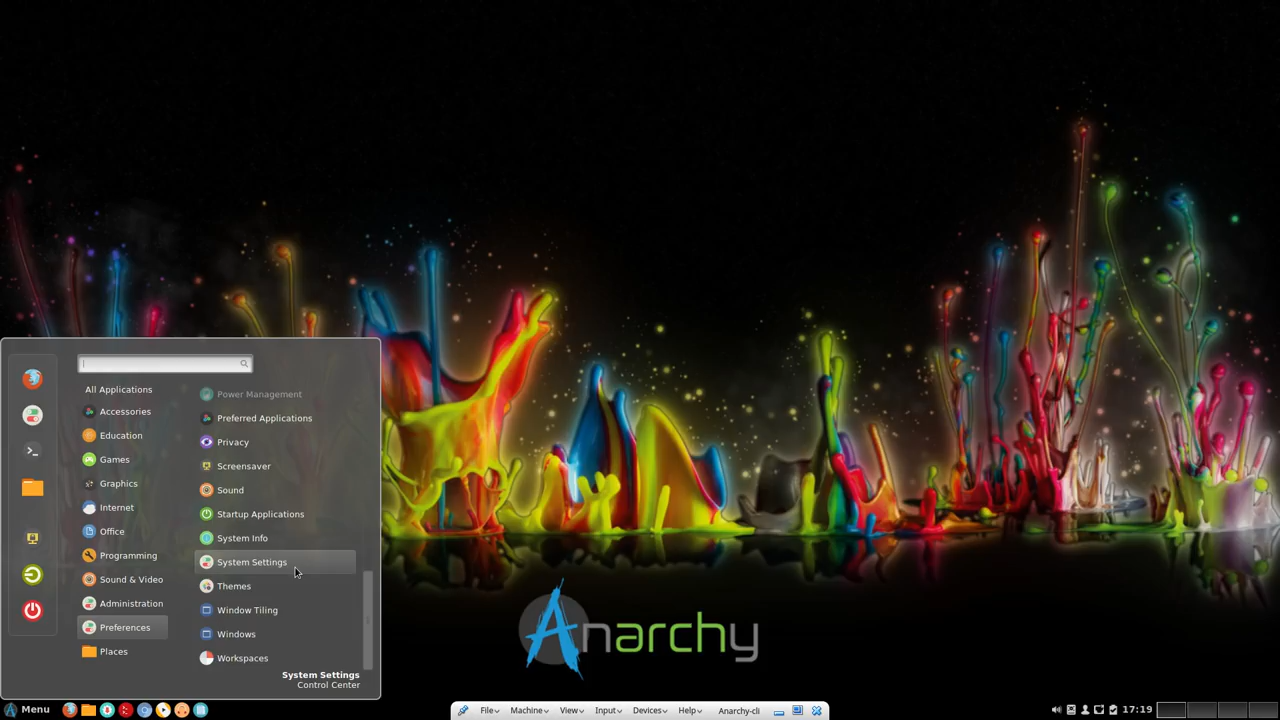 All Applications
Accessories
Education
Games
Graphics
Internet
Office
Programming
Sound & Video
Administration
Preferences
Places
Power Management
Preferred Applications
Privacy
Screensaver
Sound
Startup Applications
System Info
System Settings
Themes
Window Tiling
Windows
Workspaces
System Settings
Control Center
Anarchy
Menu
File Machine View Input Devices Help Anarchy-cli
17:19